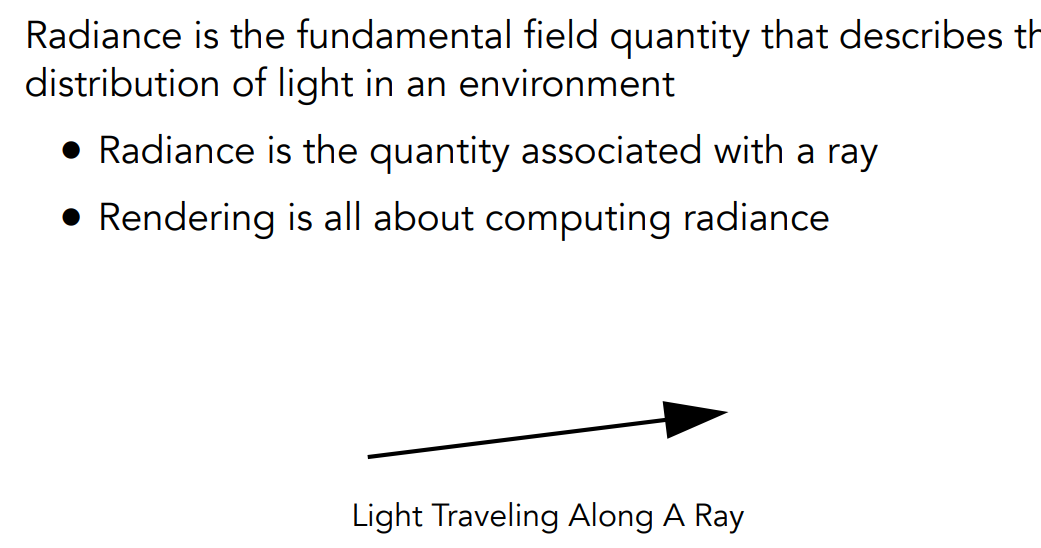 Radiance is the fundamental field quantity that describes th
distribution of light in an environment
• Radiance is the quantity associated with a ray
• Rendering is all about computing radiance
Light Traveling Along A Ray